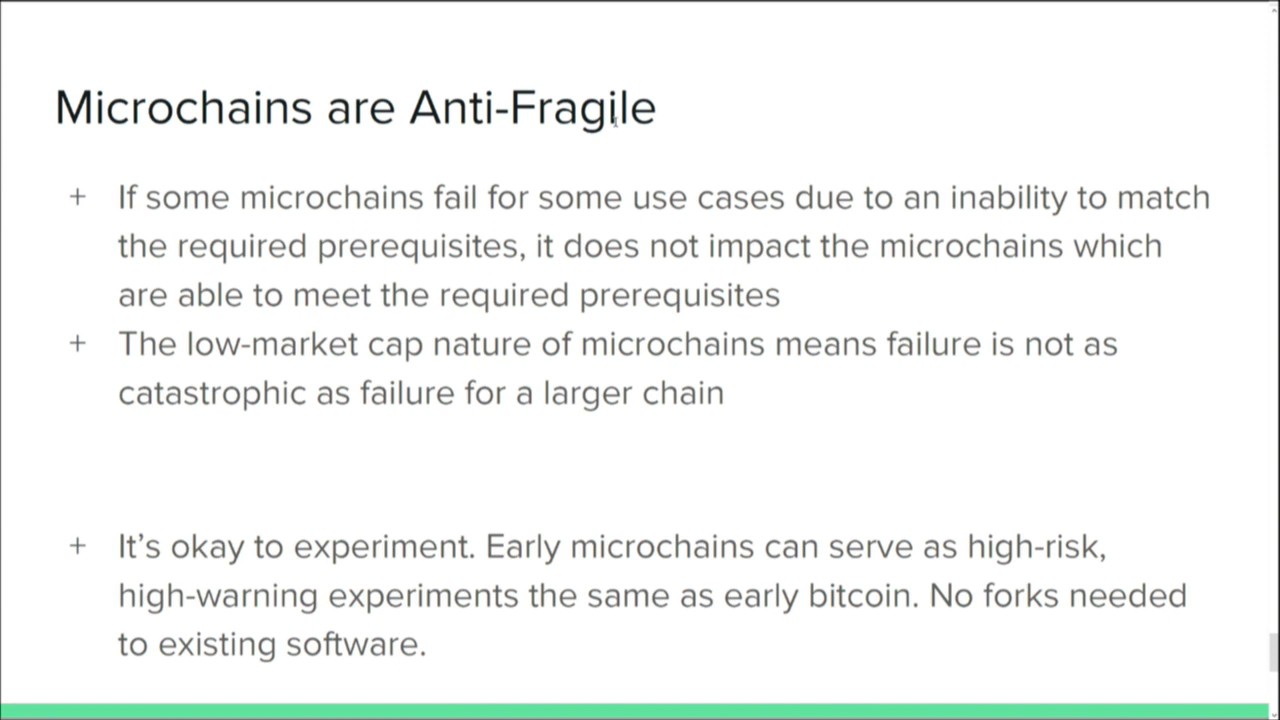 Microchains are Anti-Fragile
+ If some microchains fail for some use cases due to an inability to match
the required prerequisites, it does not impact the microchains which
are able to meet the required prerequisites
+ The low-market cap nature of microchains means failure is not as
catastrophic as failure for a larger chain
+ It’s okay to experiment. Early microchains can serve as high-risk,
high-warning experiments the same as early bitcoin. No forks needed
to existing software.